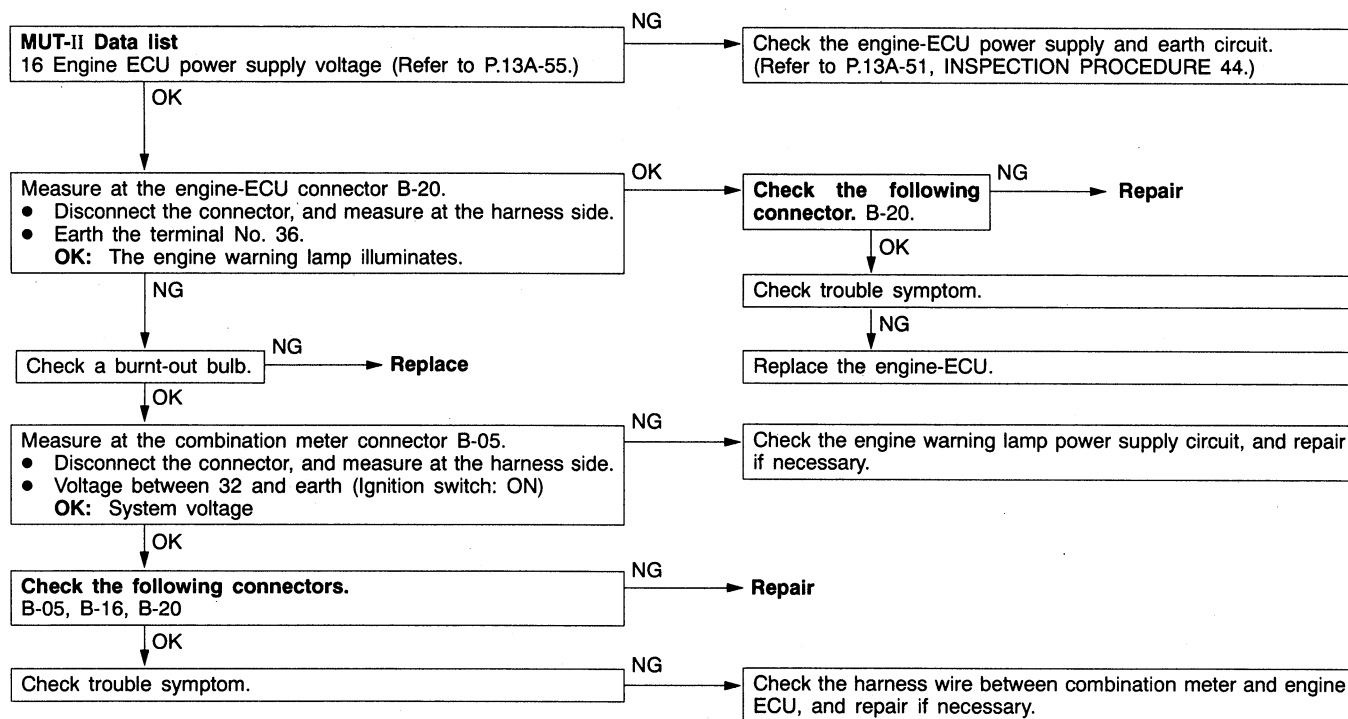 MUT-II Data list
16 Engine ECU power supply voltage (Refer to P.13A-55.)
NG
Check the engine-ECU power supply and earth circuit.
(Refer to P.13A-51, INSPECTION PROCEDURE 44.)
OK
Measure at the engine-ECU connector B-20.
● Disconnect the connector, and measure at the harness side.
● Earth the terminal No. 36.
OK: The engine warning lamp illuminates.
OK
Check the following
connector. B-20.
NG
Repair
OK
Check trouble symptom.
NG
Replace the engine-ECU.
NG
Check a burnt-out bulb.
NG
Replace
OK
Measure at the combination meter connector B-05.
● Disconnect the connector, and measure at the harness side.
● Voltage between 32 and earth (Ignition switch: ON)
OK: System voltage
NG
Check the engine warning lamp power supply circuit, and repair
if necessary.
OK
Check the following connectors.
B-05, B-16, B-20
NG
Repair
OK
Check trouble symptom.
NG
Check the harness wire between combination meter and engine
ECU, and repair if necessary.